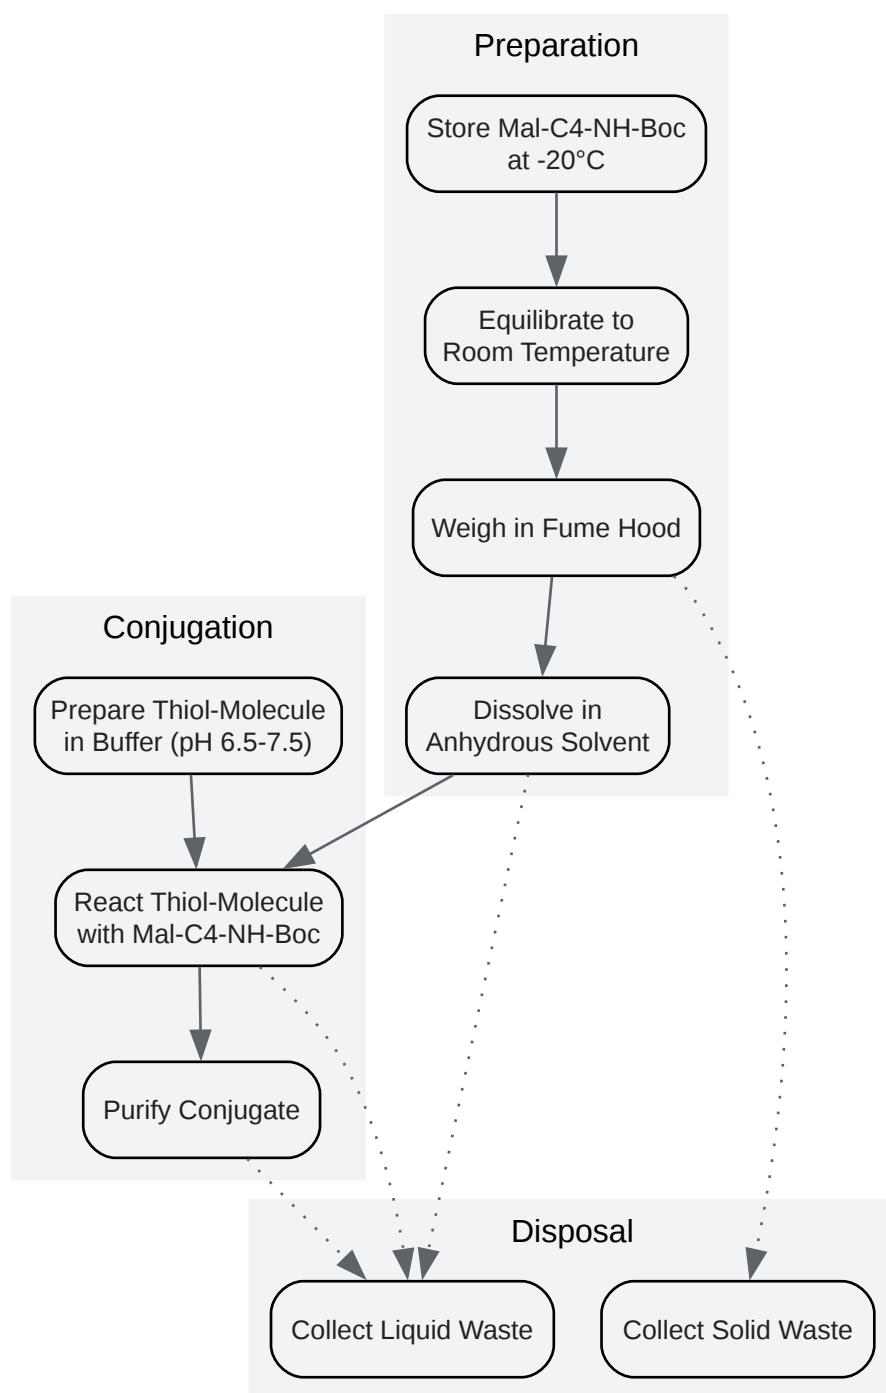 Preparation
Store Mal-C4-NH-Boc
at -20°C
Equilibrate to
Room Temperature
Weigh in Fume Hood
Dissolve in
Anhydrous Solvent
Conjugation
Prepare Thiol-Molecule
in Buffer (pH 6.5-7.5)
React Thiol-Molecule
with Mal-C4-NH-Boc
Purify Conjugate
Disposal
Collect Liquid Waste
Collect Solid Waste